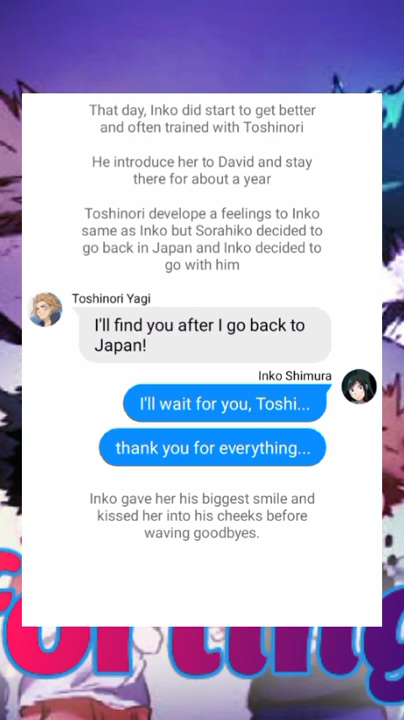 That day, Inko did start to get better
and often trained with Toshinori
He introduce her to David and stay
there for about a year
Toshinori develope a feelings to Inko
same as Inko but Sorahiko decided to
go back in Japan and Inko decided to
go with him
Toshinori Yagi
I'll find you after I go back to
Japan!
Inko Shimura
I'll wait for you, Toshi...
thank you for everything...
Inko gave her his biggest smile and
kissed her into his cheeks before
waving goodbyes.